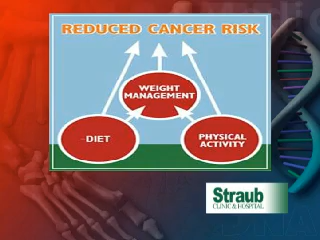 REDUCED CANCER RISK
WEIGHT
MANAGEMENT
-DIET
PHYSICAL
ACTIVITY
Straub
CLINIC & HOSPITAL